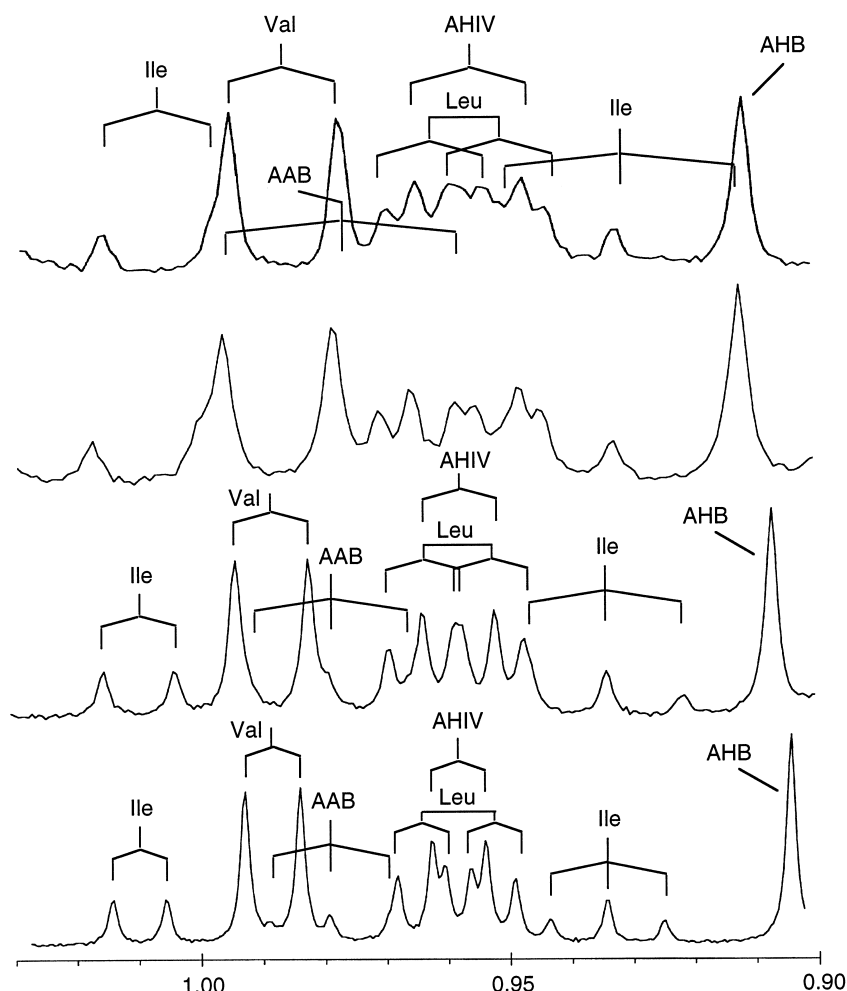 Val
AHIV
AHB
Ile
Leu
Ile
AAB
AHIV
Val
Leu
AHB
AAB
Ile
Ile
Val
AHIV
AHB
Leu
AAB
Ile
Ile
1.00
0.95
0.90